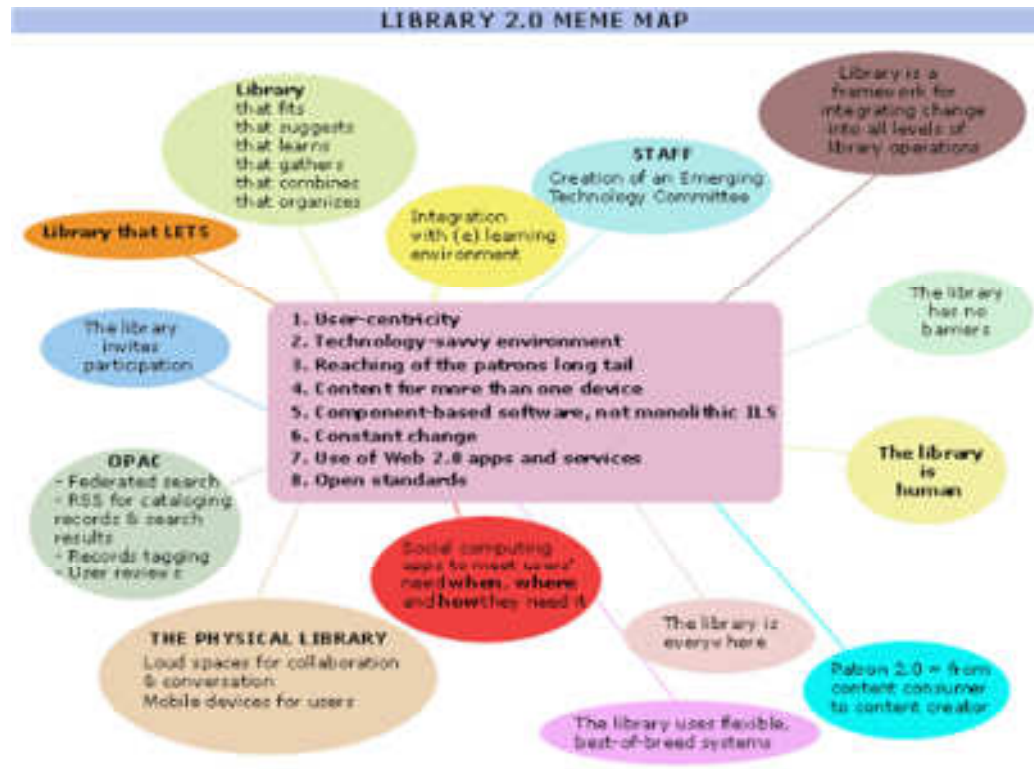 LIBRARY 2.0 MEME MAP
Library
that fits
that suggests
that learns
that gathers
that combines
that organizes
Library is a
framework for
integrating change
into all levels of
library operations
STAFF
Creation of an Emerging
Technology Committee
Integration
with (e) learning
environment
Library that LETS
The library
has no
barriers
The library
invites
participation
1. User-centricity
2. Technology-savvy environment
3. Reaching of the patrons long tail
4. Content for more than one device
5. Component-based software, not monolithic ILS
6. Constant change
7. Use of Web 2.0 apps and services
8. Open standards
The library
is
human
OPAC
- Federated search
- RSS for cataloging
records & search
results
- Records tagging
- User reviews
Social computing
apps to meet users'
need when, where
and how they need it
THE PHYSICAL LIBRARY
Loud spaces for collaboration
& conversation
Mobile devices for users
The library is
everywhere
Patron 2.0 = from
content consumer
to content creator
The library uses flexible,
best-of-breed systems